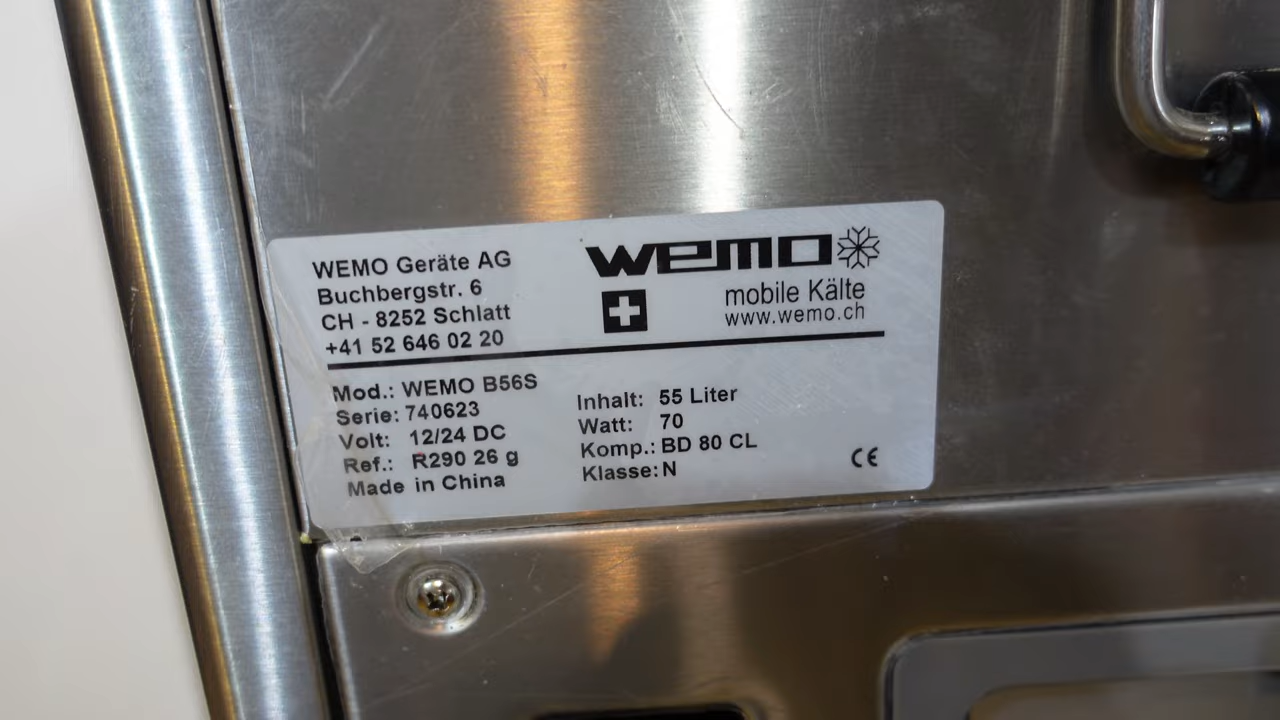 WEMO Geräte AG
Buchbergstr. 6
CH - 8252 Schlatt
+41 52 646 02 20
wemo
mobile Kälte
www.wemo.ch
Mod.: WEMO B56S
Serie: 740623
Volt: 12/24 DC
Ref.: R290 26 g
Made in China
Inhalt: 55 Liter
Watt: 70
Komp.: BD 80 CL
Klasse: N
CE